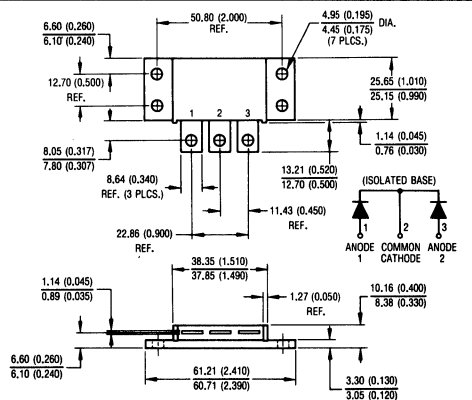 50.80 (2.000)
REF.
4.95 (0.195)
4.45 (0.175)
DIA.
(7 PLCS.)
6.60 (0.260)
6.10 (0.240)
12.70 (0.500)
REF.
25.65 (1.010)
25.15 (0.990)
1 2 3
8.05 (0.317)
7.80 (0.307)
1.14 (0.045)
0.76 (0.030)
8.64 (0.340)
REF. (3 PLCS.)
13.21 (0.520)
12.70 (0.500)
(ISOLATED BASE)
11.43 (0.450)
REF.
22.86 (0.900)
REF.
1 2 3
ANODE COMMON ANODE
1 CATHODE 2
38.35 (1.510)
37.85 (1.490)
1.14 (0.045)
0.89 (0.035)
1.27 (0.050)
REF.
10.16 (0.400)
8.38 (0.330)
6.60 (0.260)
6.10 (0.240)
61.21 (2.410)
60.71 (2.390)
3.30 (0.130)
3.05 (0.120)